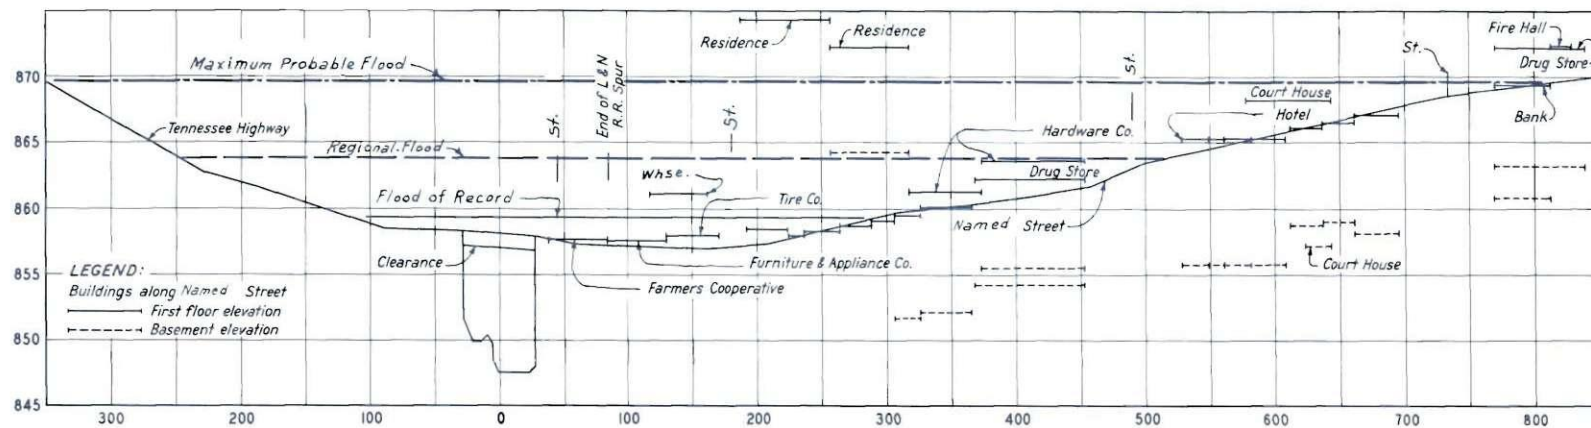 Fire Hall
Residence
Residence
St.
Drug Store
870
Maximum Probable Flood
End of L & N
R.R. Spur
St.
Court House
Hotel
Bank
865
Tennessee Highway
St.
St.
Hardware Co.
Regional Flood
Whse.
Drug Store
Flood of Record
Tire Co.
860
Named Street
855
Clearance
Furniture & Appliance Co.
Court House
LEGEND:
Farmers Cooperative
Buildings along Named Street
First floor elevation
Basement elevation
850
845
300 200 100 0 100 200 300 400 500 600 700 800